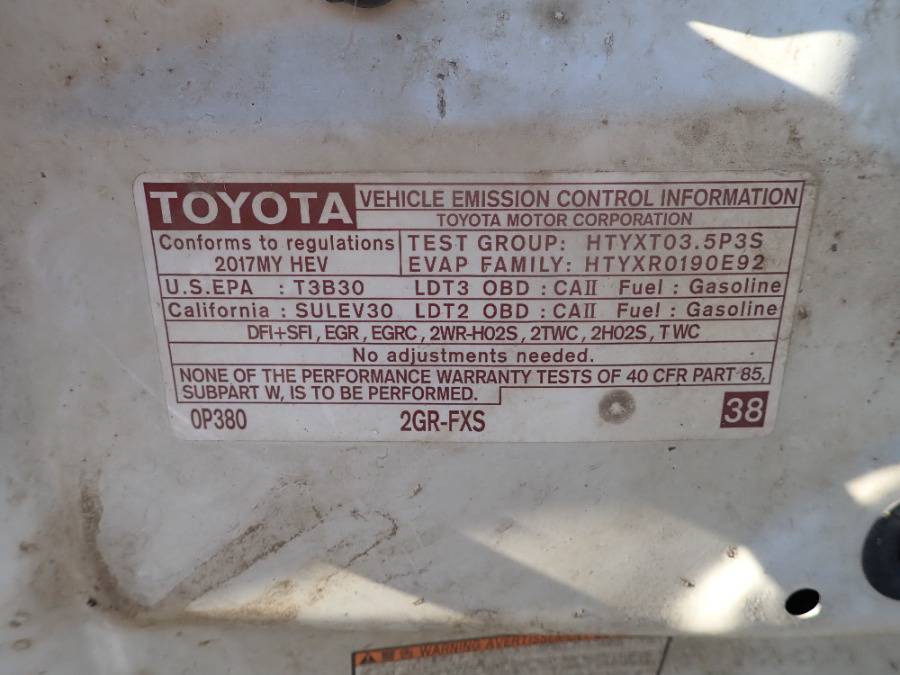 TOYOTA VEHICLE EMISSION CONTROL INFORMATION
TOYOTA MOTOR CORPORATION
Conforms to regulations
2017MY HEV
TEST GROUP: HTYXT03.5P3S
EVAP FAMILY: HTYXR0190E92
U.S.EPA : T3B30 LDT3 OBD : CAII Fuel : Gasoline
California : SULEV30 LDT2 OBD : CAII Fuel : Gasoline
DFI+SFI, EGR, EGRC, 2WR-HO2S, 2TWC, 2HO2S, TWC
No adjustments needed.
NONE OF THE PERFORMANCE WARRANTY TESTS OF 40 CFR PART 85,
SUBPART W, IS TO BE PERFORMED.
0P380 2GR-FXS 38
WARNING AVERTISSEMENT